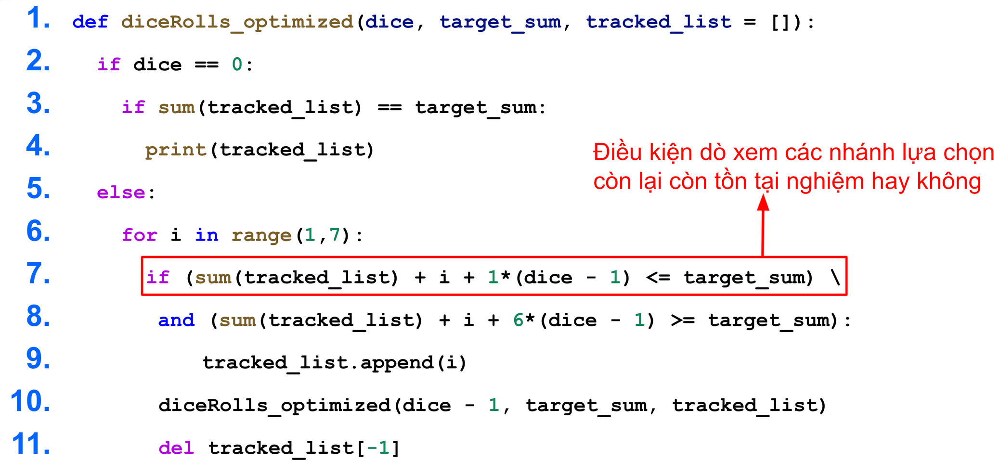 1. def diceRolls_optimized(dice, target_sum, tracked_list = []):
2. if dice == 0:
3. if sum(tracked_list) == target_sum:
4. print(tracked_list)
Điều kiện dò xem các nhánh lựa chọn
còn lại còn tồn tại nghiệm hay không
5. else:
6. for i in range(1,7):
7. if (sum(tracked_list) + i + 1*(dice - 1) <= target_sum) \
8. and (sum(tracked_list) + i + 6*(dice - 1) >= target_sum):
9. tracked_list.append(i)
10. diceRolls_optimized(dice - 1, target_sum, tracked_list)
11. del tracked_list[-1]